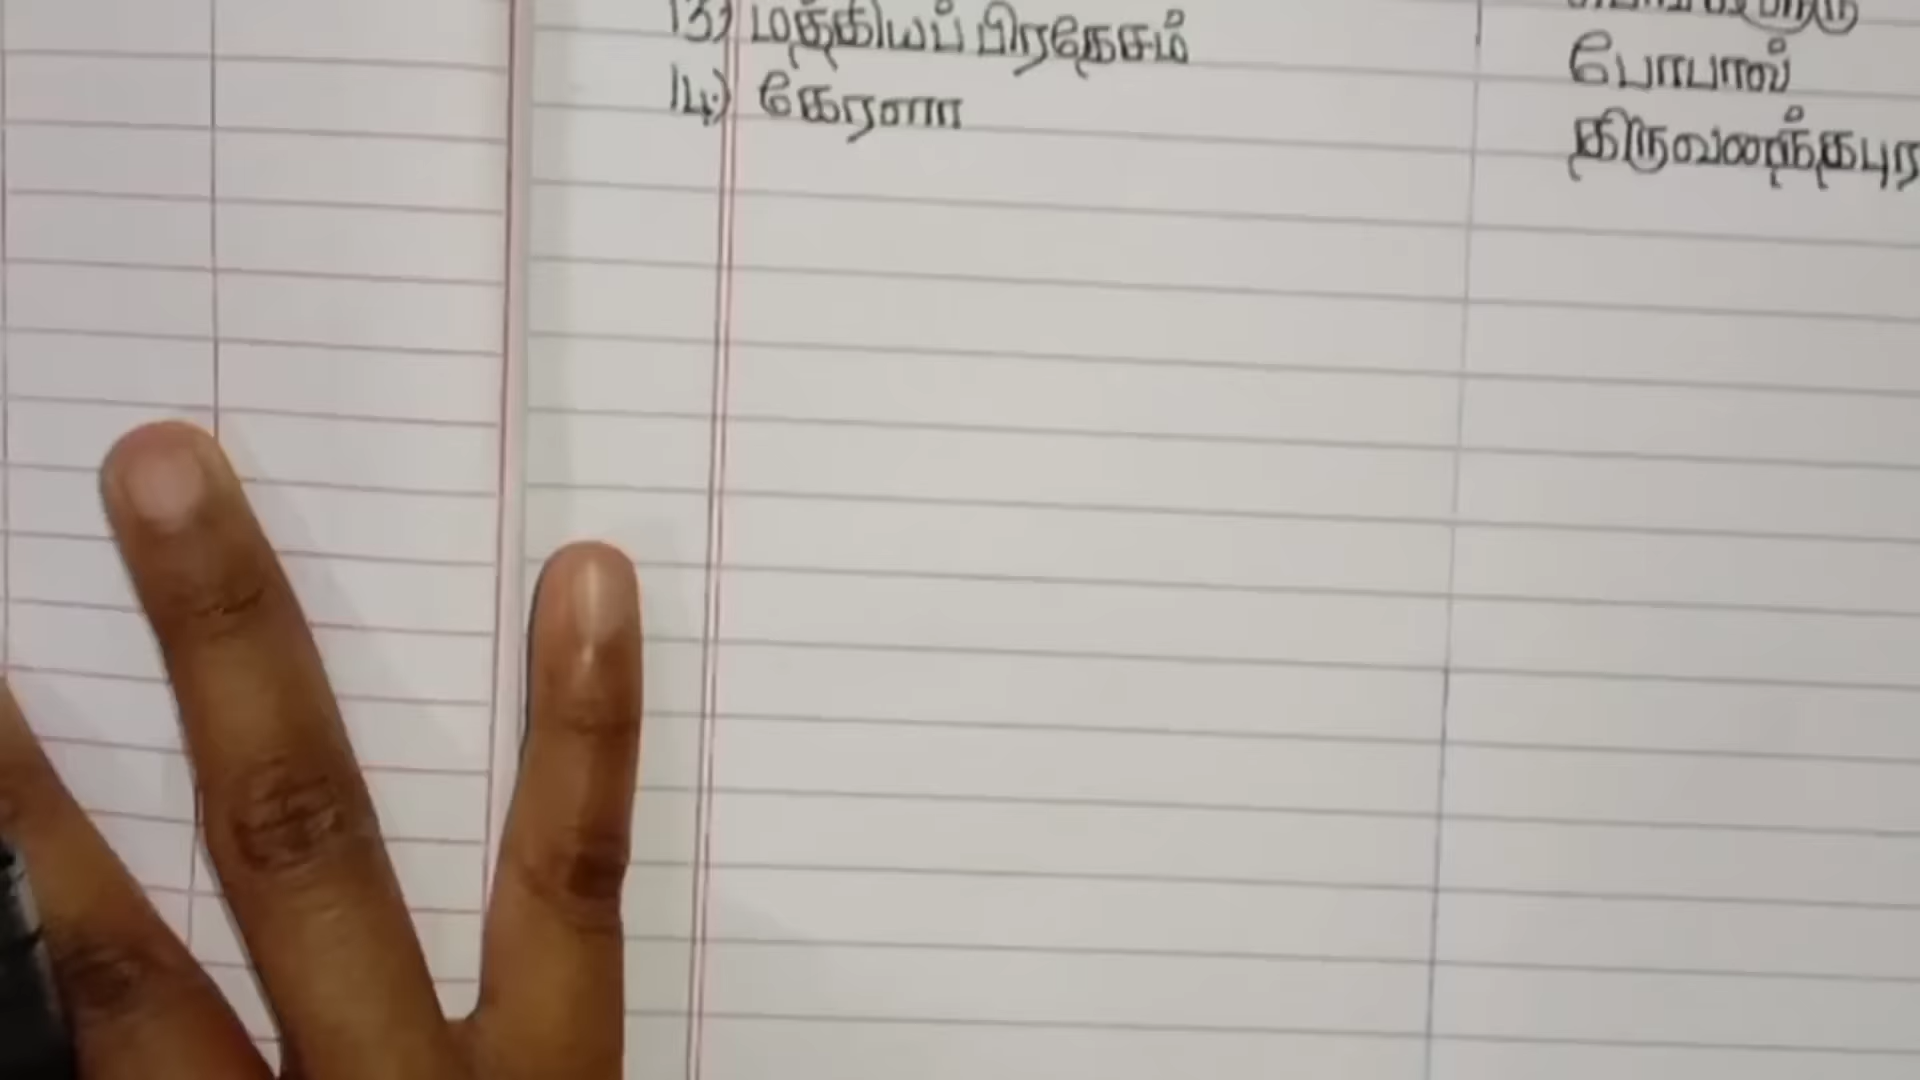 13) மத்தியப் பிரதேசம்
போபால்
14.) கேரளா
திருவனந்தபுர